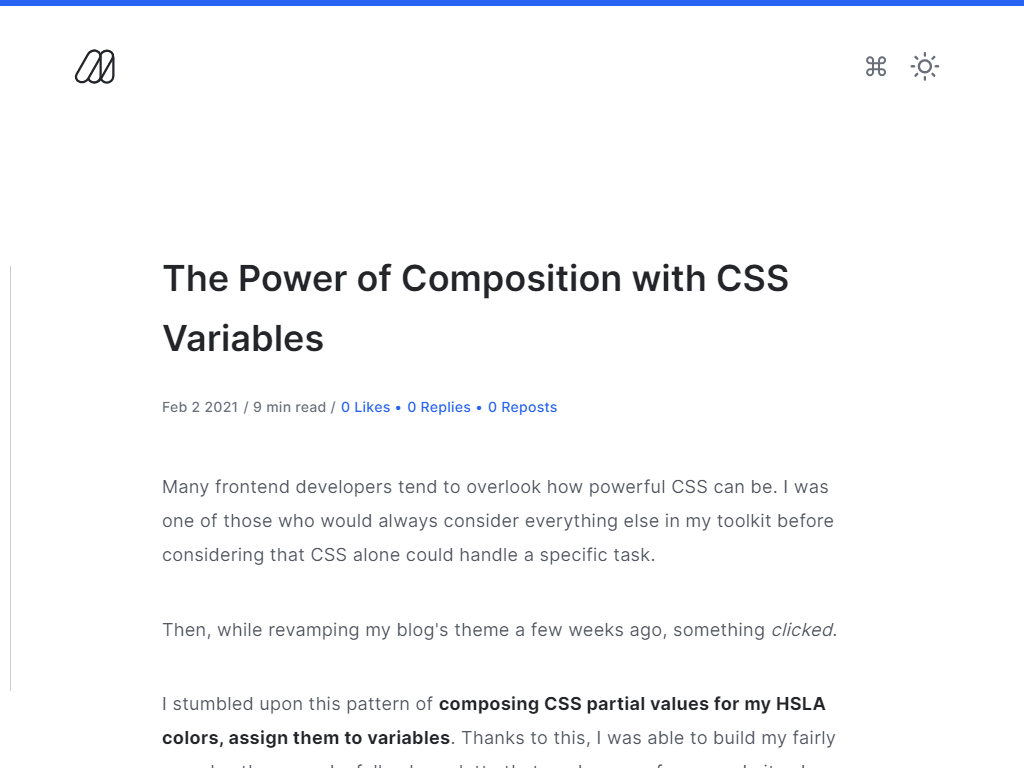 The Power of Composition with CSS
Variables
Feb 2 2021 / 9 min read / 0 Likes • 0 Replies • 0 Reposts
Many frontend developers tend to overlook how powerful CSS can be. I was
one of those who would always consider everything else in my toolkit before
considering that CSS alone could handle a specific task.
Then, while revamping my blog's theme a few weeks ago, something clicked.
I stumbled upon this pattern of composing CSS partial values for my HSLA
colors, assign them to variables. Thanks to this, I was able to build my fairly